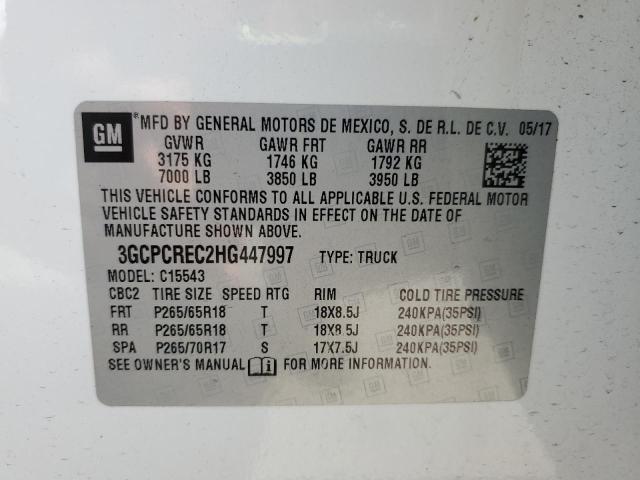 GM ® MFD BY GENERAL MOTORS DE MEXICO, S. DE R.L. DE C.V. 05/17
GVWR GAWR FRT GAWR RR
3175 KG 1746 KG 1792 KG
7000 LB 3850 LB 3950 LB
THIS VEHICLE CONFORMS TO ALL APPLICABLE U.S. FEDERAL MOTOR
VEHICLE SAFETY STANDARDS IN EFFECT ON THE DATE OF
MANUFACTURE SHOWN ABOVE.
3GCPCREC2HG447997 TYPE: TRUCK
MODEL: C15543
CBC2 TIRE SIZE SPEED RTG RIM COLD TIRE PRESSURE
FRT P265/65R18 T 18X8.5J 240KPA(35PSI)
RR P265/65R18 T 18X8.5J 240KPA(35PSI)
SPA P265/70R17 S 17X7.5J 240KPA(35PSI)
SEE OWNER'S MANUAL FOR MORE INFORMATION.